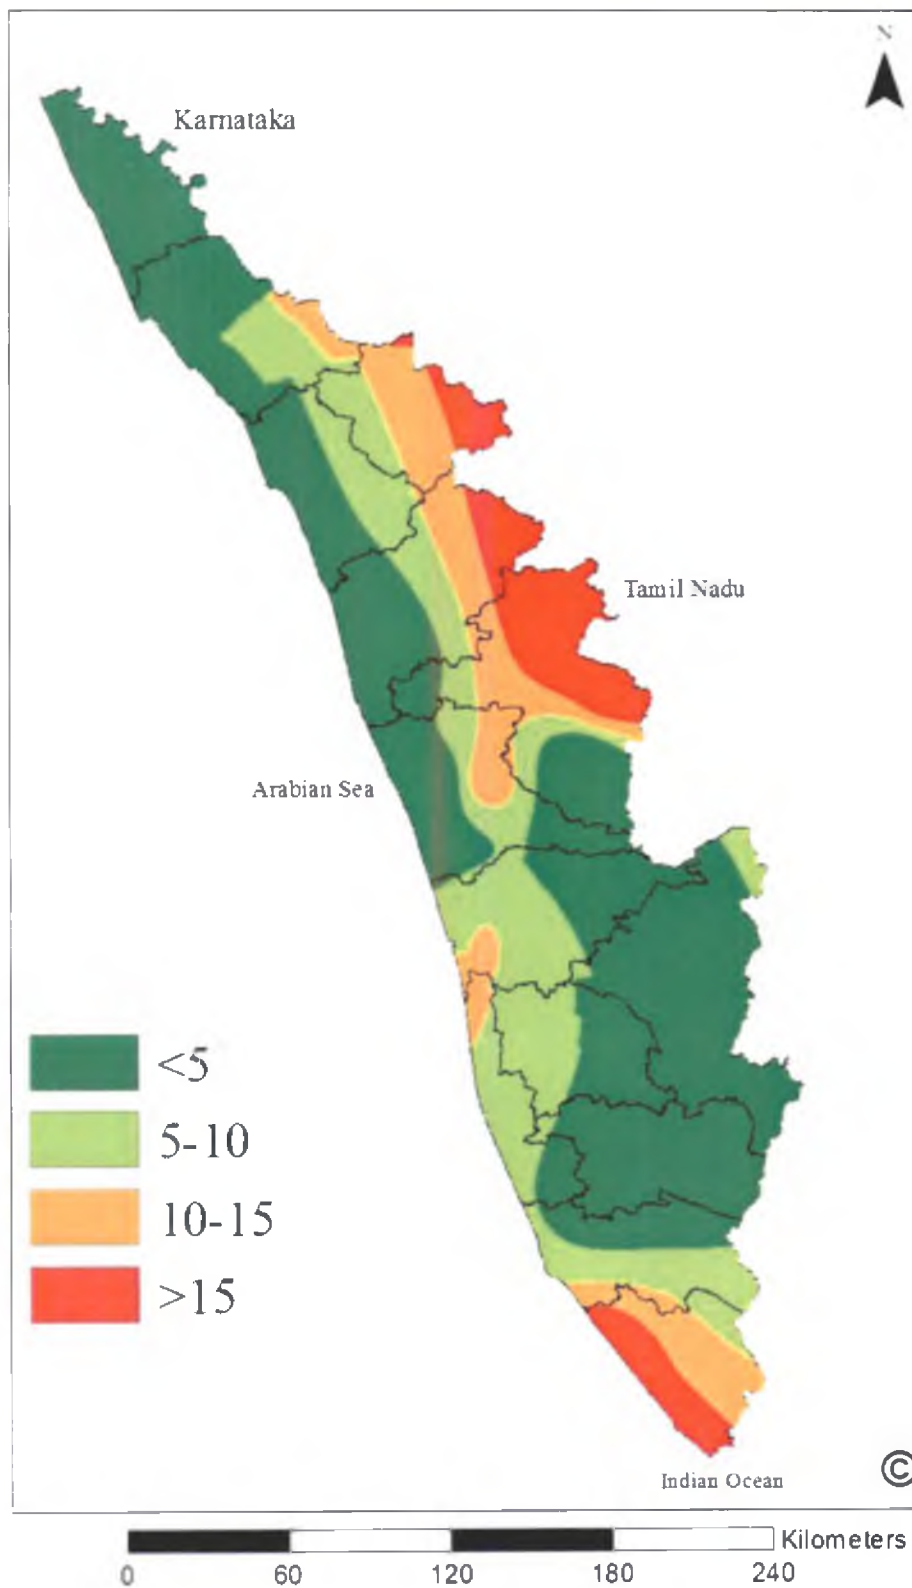 N
Karnataka
Tamil Nadu
Arabian Sea
<5
5-10
10-15
>15
Indian Ocean
©
Kilometers
0 60 120 180 240